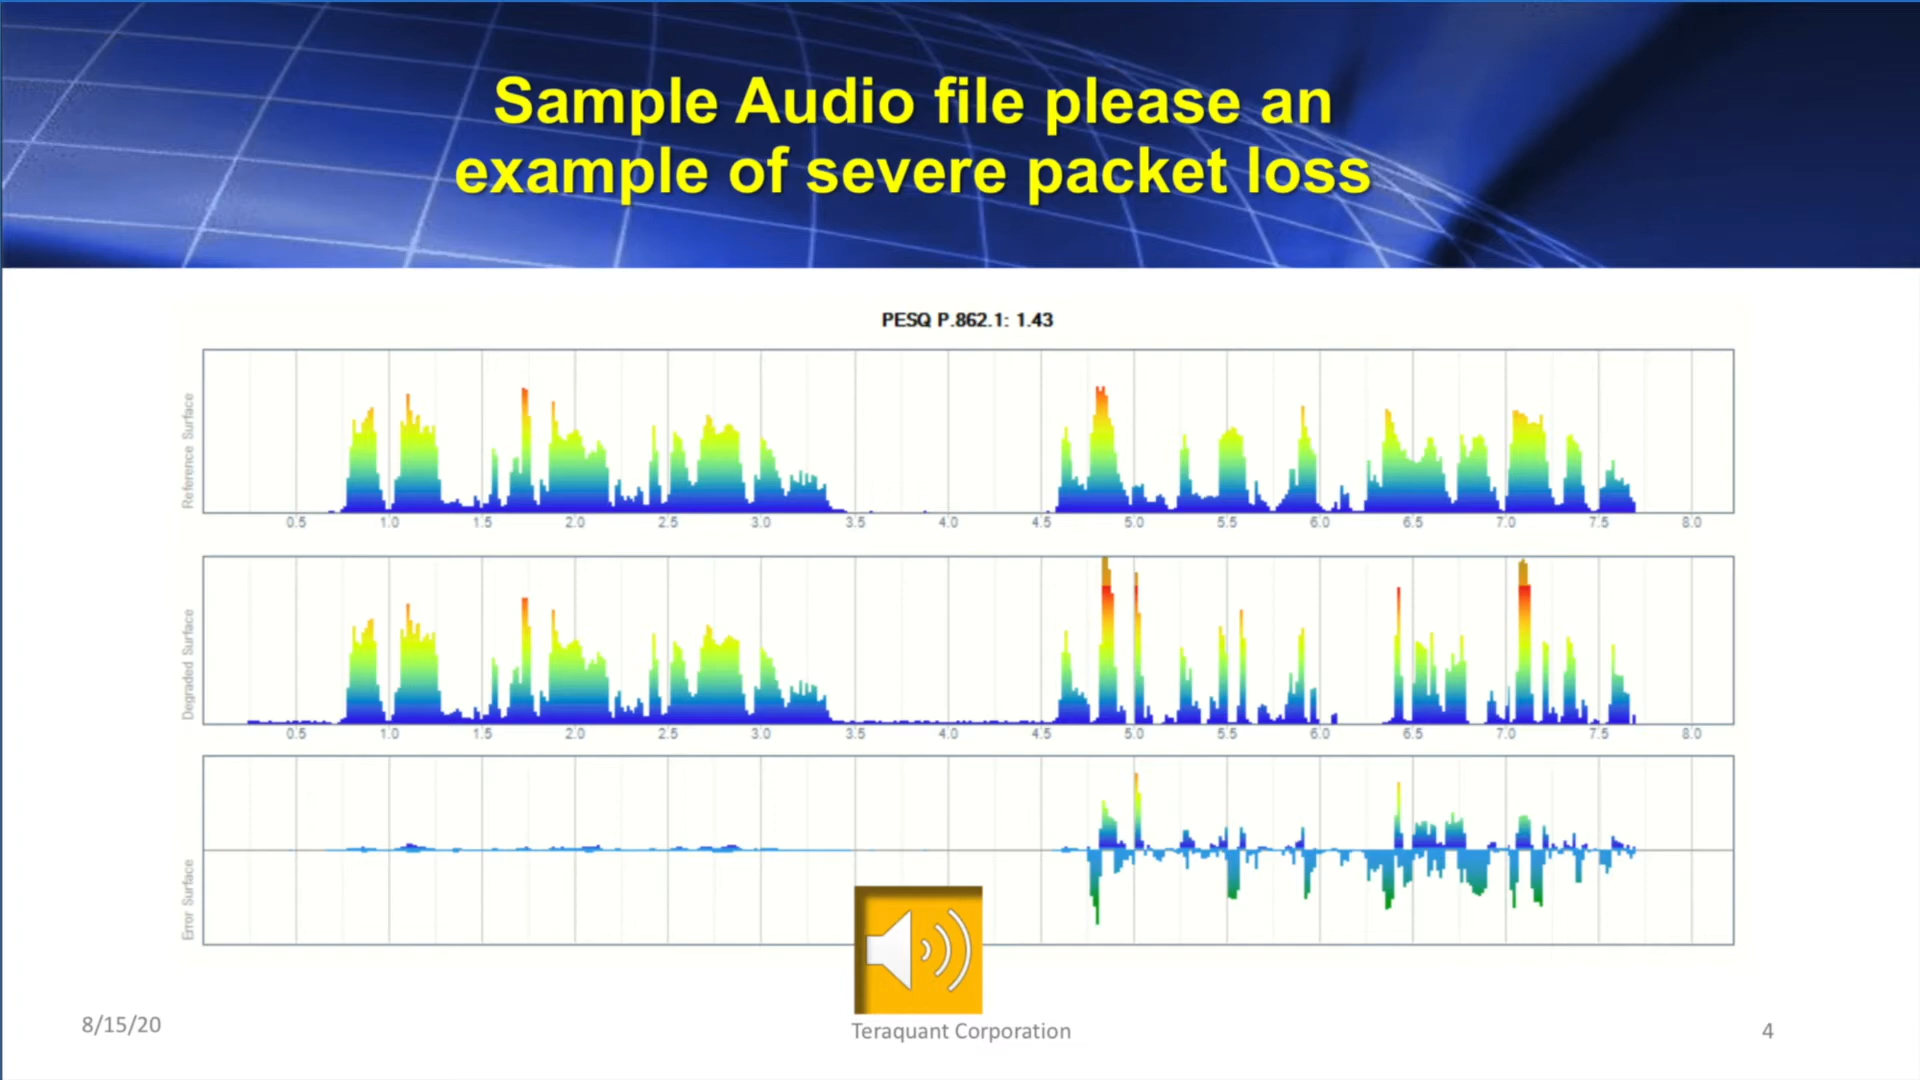 Sample Audio file please an
example of severe packet loss
PESQ P.862.1: 1.43
Reference Surface
0.5 1.0 1.5 2.0 2.5 3.0 3.5 4.0 4.5 5.0 5.5 6.0 6.5 7.0 7.5 8.0
Degraded Surface
0.5 1.0 1.5 2.0 2.5 3.0 3.5 4.0 4.5 5.0 5.5 6.0 6.5 7.0 7.5 8.0
Error Surface
8/15/20
Teraquant Corporation
4